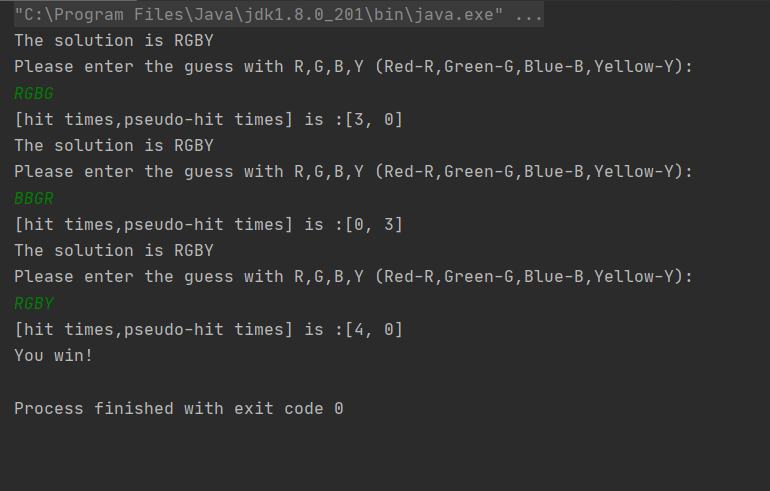 "C:\Program Files\Java\jdk1.8.0_201\bin\java.exe" ...
The solution is RGBY
Please enter the guess with R,G,B,Y (Red-R,Green-G,Blue-B,Yellow-Y):
RGBG
[hit times,pseudo-hit times] is :[3, 0]
The solution is RGBY
Please enter the guess with R,G,B,Y (Red-R,Green-G,Blue-B,Yellow-Y):
BBGR
[hit times,pseudo-hit times] is :[0, 3]
The solution is RGBY
Please enter the guess with R,G,B,Y (Red-R,Green-G,Blue-B,Yellow-Y):
RGBY
[hit times,pseudo-hit times] is :[4, 0]
You win!
Process finished with exit code 0